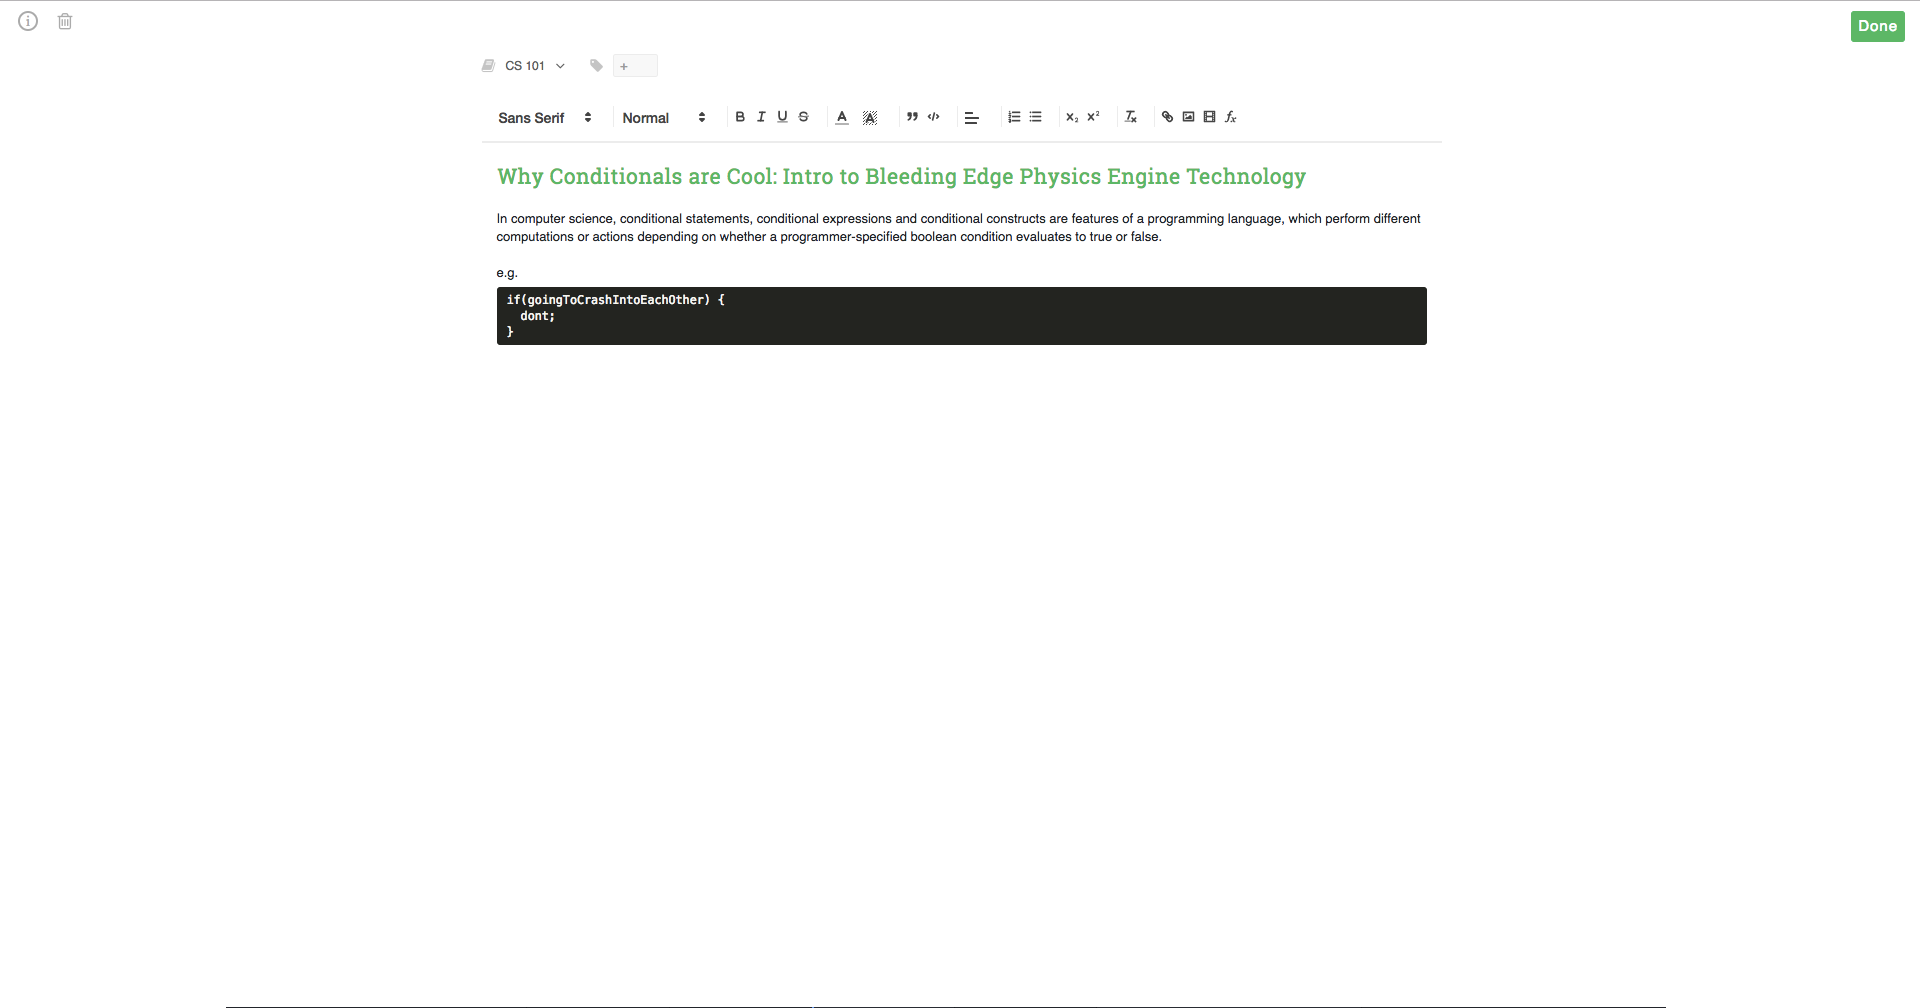 Done
CS 101
+
Sans Serif
Normal
Why Conditionals are Cool: Intro to Bleeding Edge Physics Engine Technology
In computer science, conditional statements, conditional expressions and conditional constructs are features of a programming language, which perform different
computations or actions depending on whether a programmer-specified boolean condition evaluates to true or false.
e.g.
if(goingToCrashIntoEachOther) {
  dont;
}